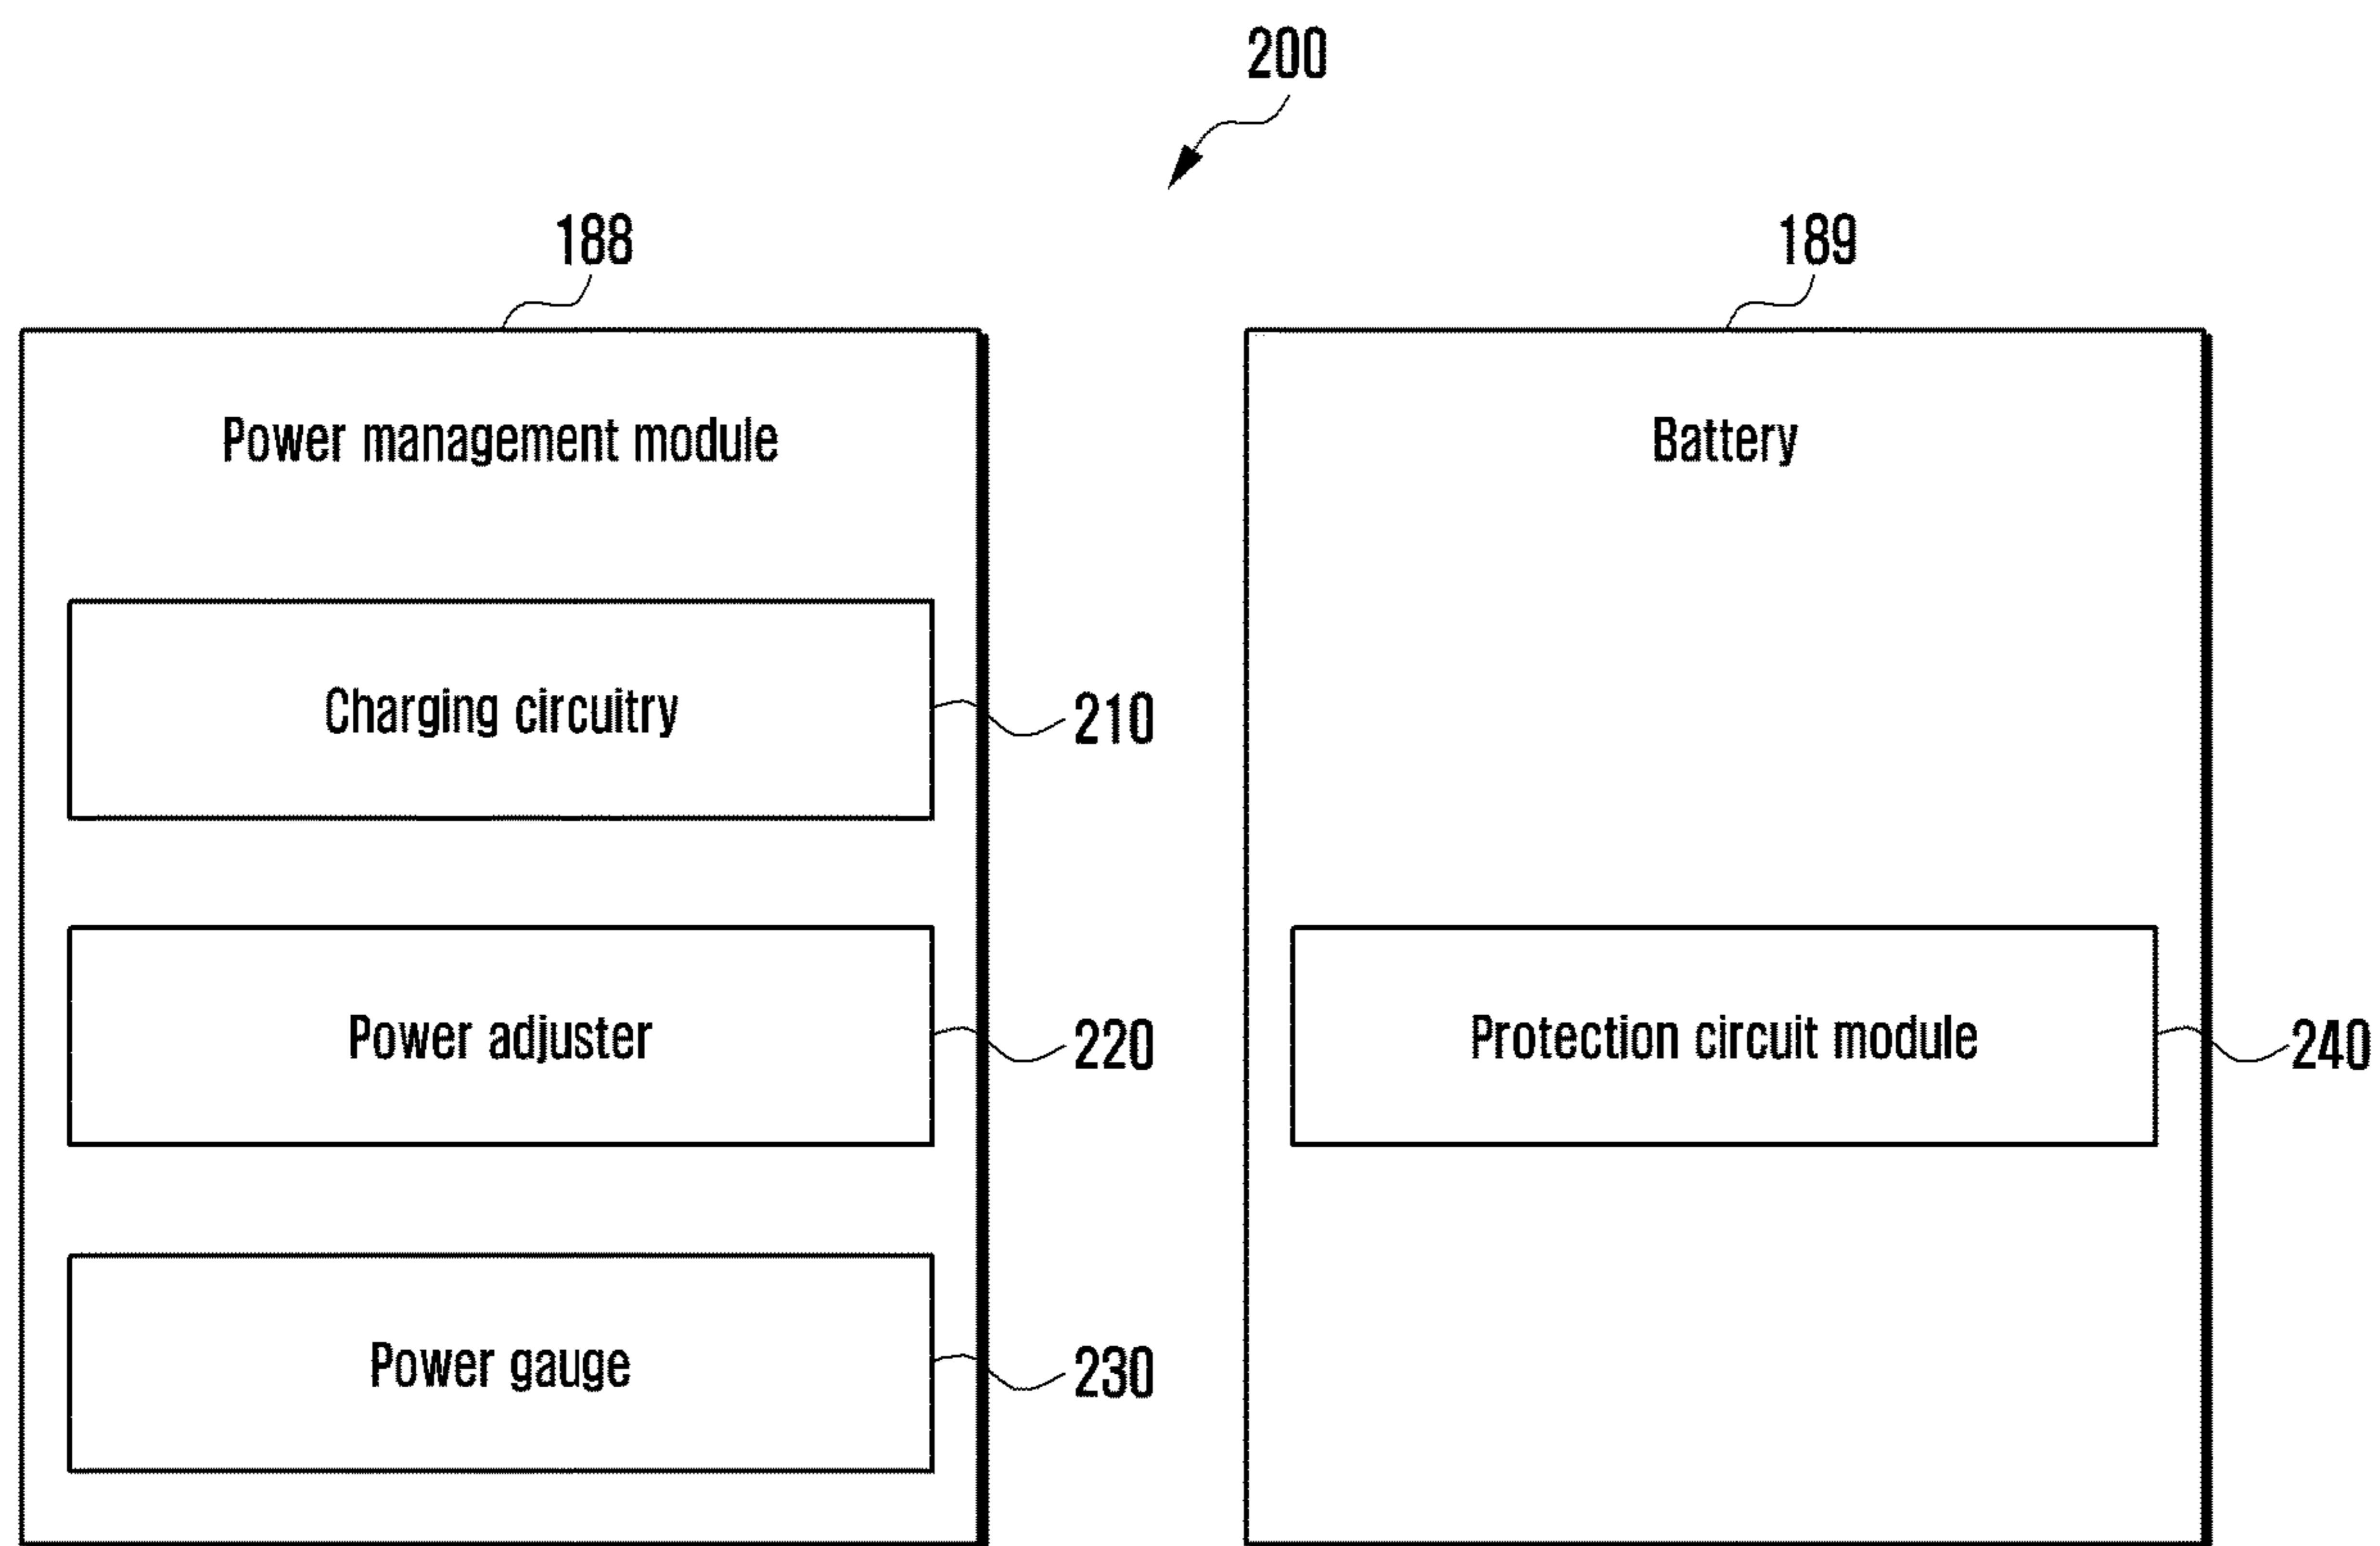 200
188
189
Power management module
Battery
Charging circuitry
210
Power adjuster
220
Protection circuit module
240
Power gauge
230